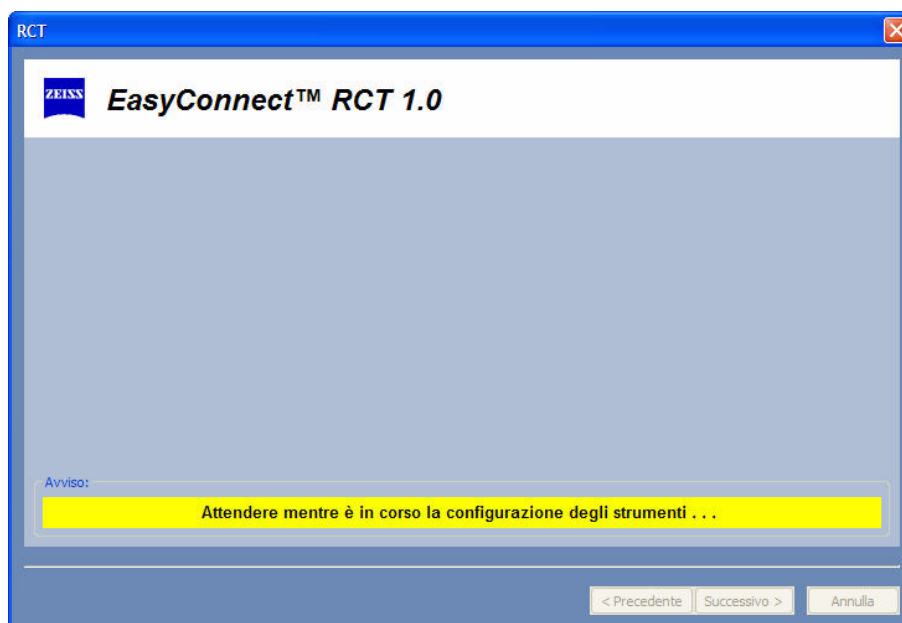 RCT
ZEISS
EasyConnect™ RCT 1.0
Avviso:
Attendere mentre è in corso la configurazione degli strumenti . . .
< Precedente
Successivo >
Annulla